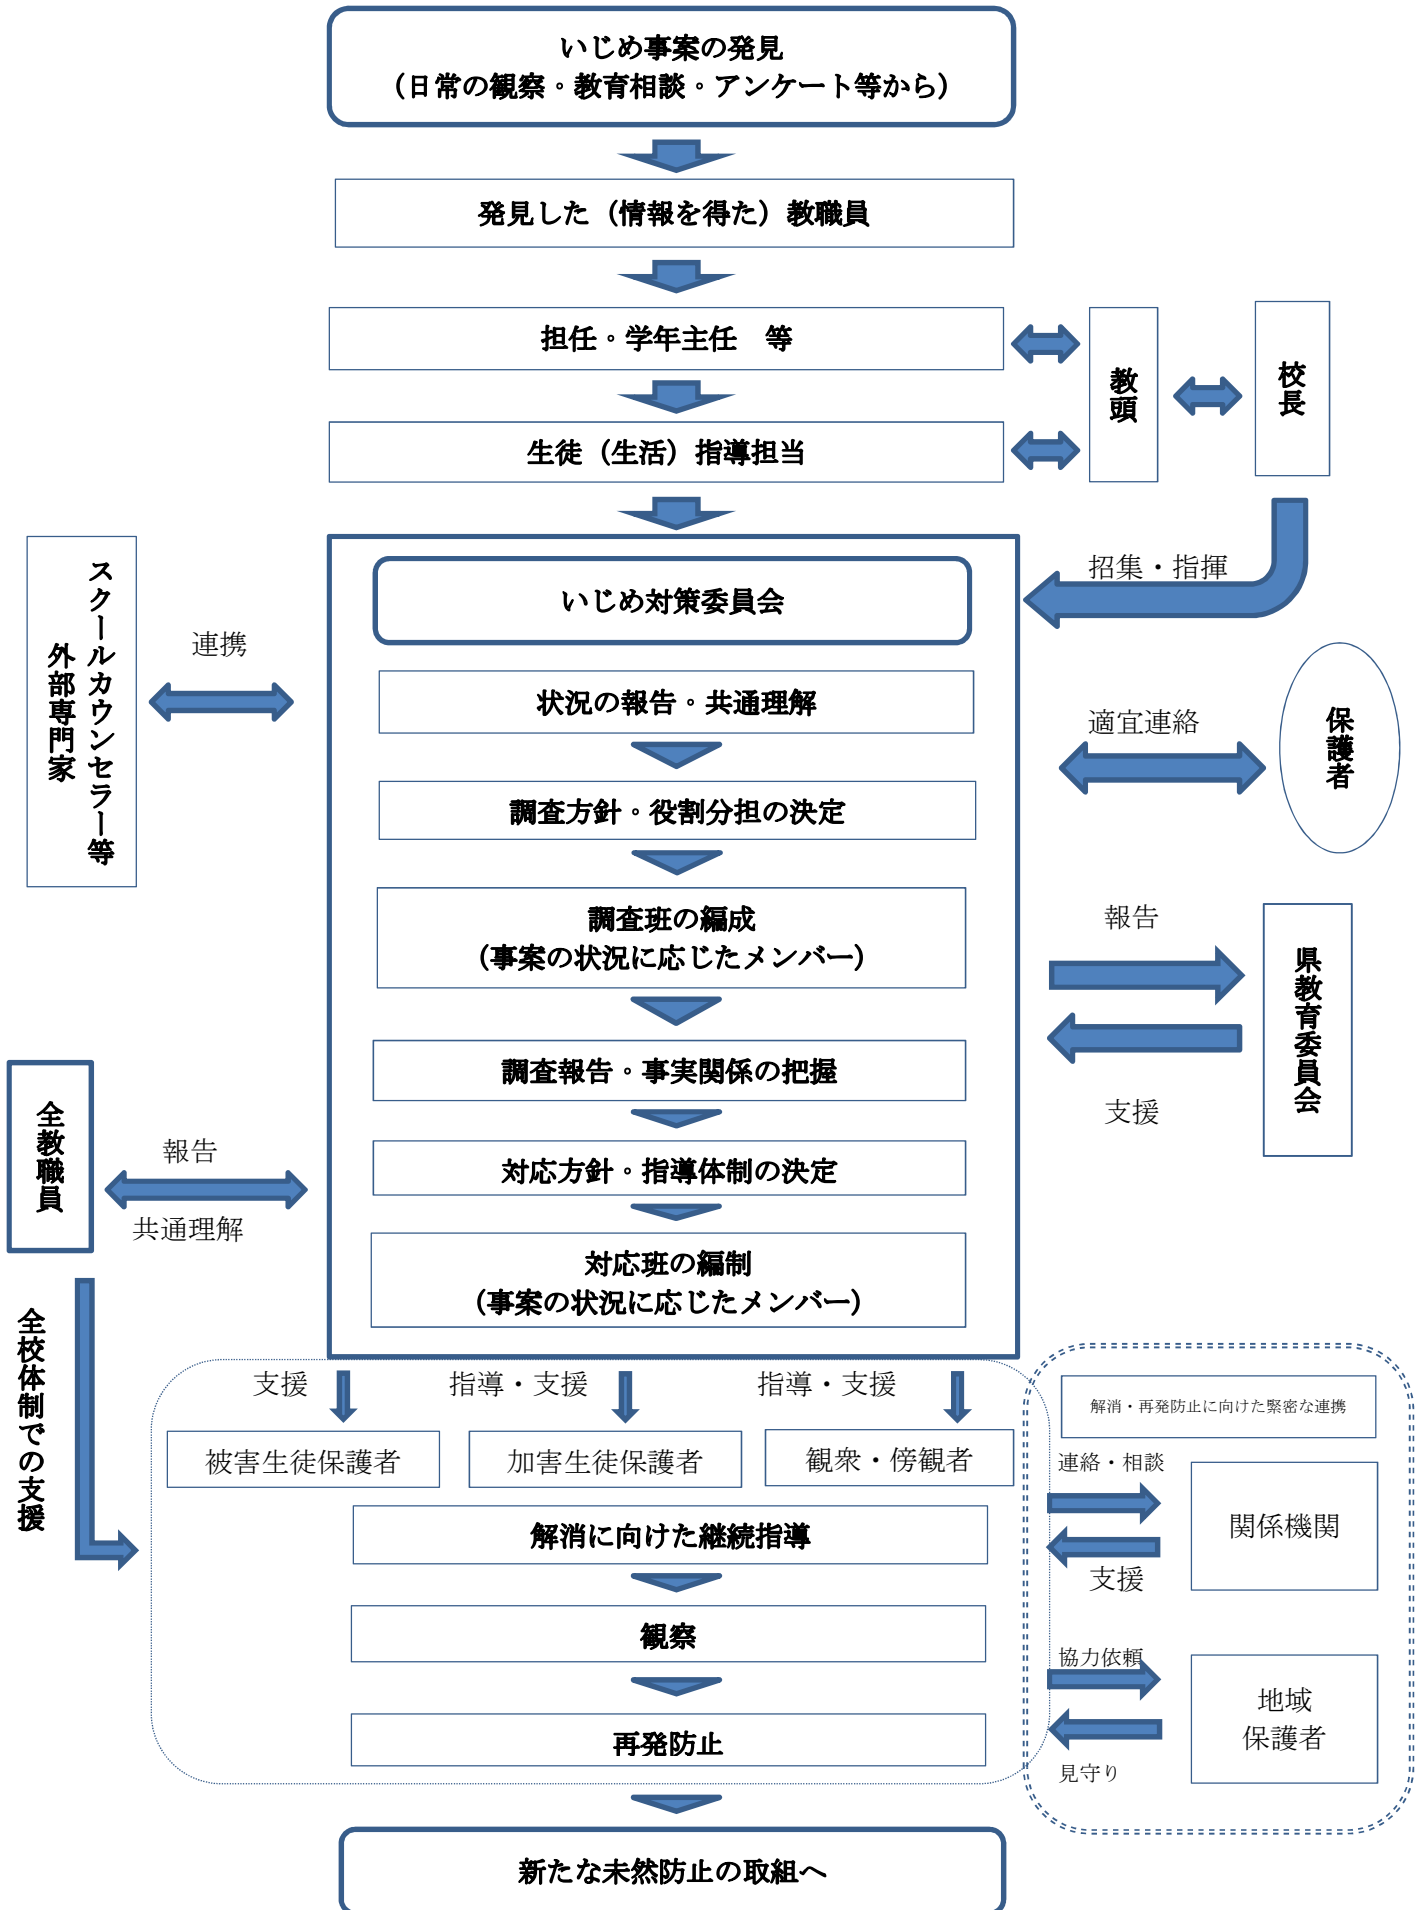 いじめ事案の発見
（日常の観察・教育相談・アンケート等から）
発見した（情報を得た）教職員
担任・学年主任　等
教頭
校長
生徒（生活）指導担当
招集・指揮
いじめ対策委員会
スクールカウンセラー等
外部専門家
連携
状況の報告・共通理解
適宜連絡
保護者
調査方針・役割分担の決定
調査班の編成
（事案の状況に応じたメンバー）
報告
県教育委員会
支援
調査報告・事実関係の把握
全教職員
報告
共通理解
対応方針・指導体制の決定
対応班の編制
（事案の状況に応じたメンバー）
全校体制での支援
支援
指導・支援
指導・支援
被害生徒保護者
加害生徒保護者
観衆・傍観者
解消・再発防止に向けた緊密な連携
連絡・相談
関係機関
支援
解消に向けた継続指導
観察
協力依頼
地域
保護者
見守り
再発防止
新たな未然防止の取組へ